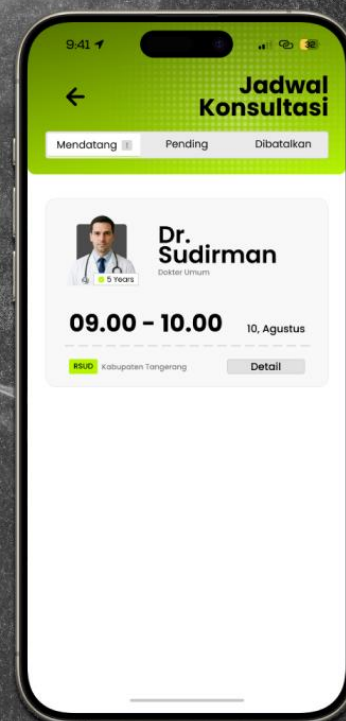 9:41
Jadwal
Konsultasi
Mendatang
Pending
Dibatalkan
Dr.
Sudirman
Dokter Umum
5 Years
09.00 - 10.00
10, Agustus
RSUD
Kabupaten Tangerang
Detail